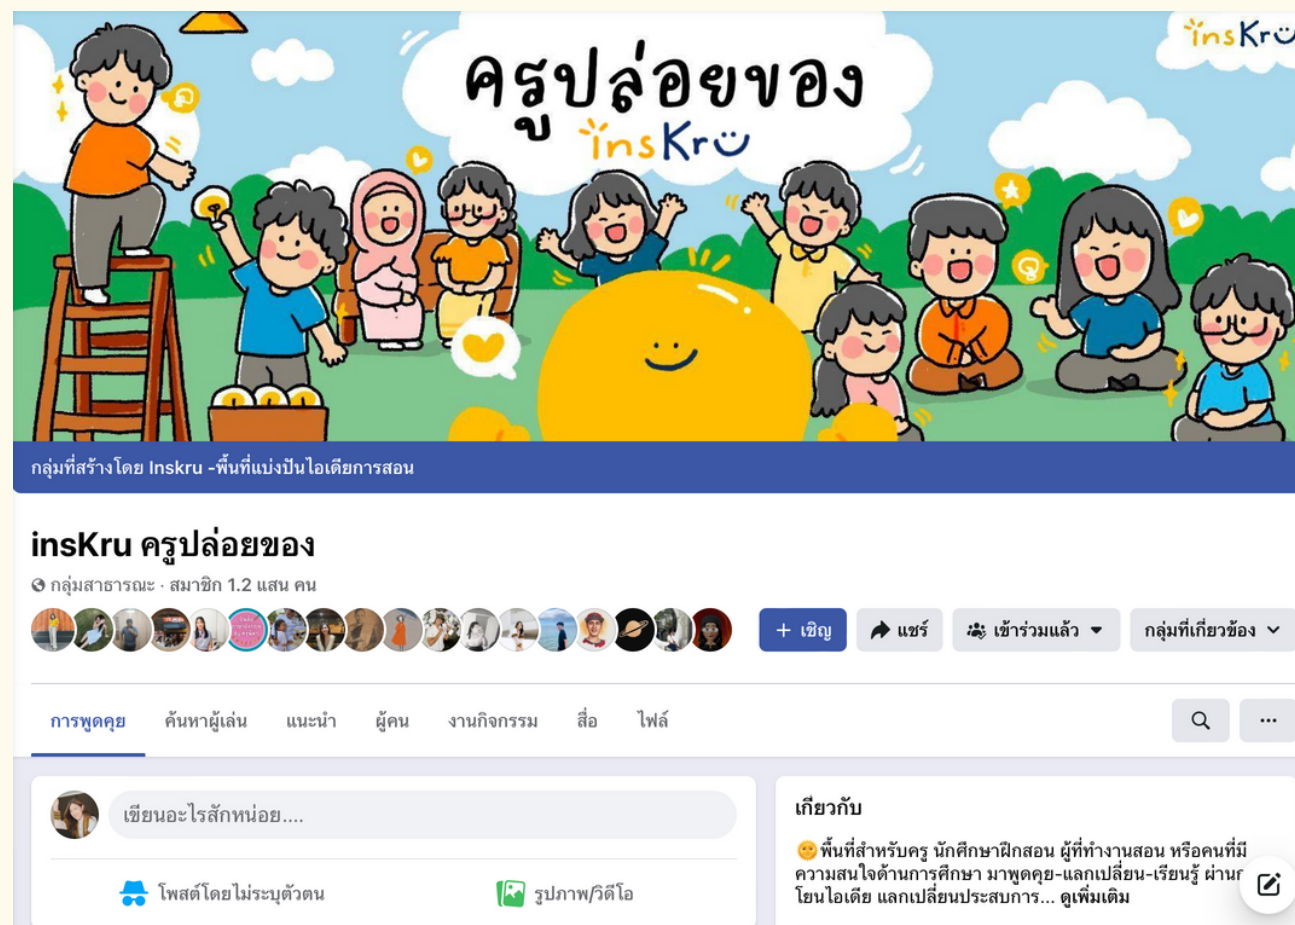 insKru
ครูปล่อยของ
insKru
กลุ่มที่สร้างโดย Inskru -พื้นที่แบ่งปันไอเดียการสอน
insKru ครูปล่อยของ
กลุ่มสาธารณะ · สมาชิก 1.2 แสน คน
+ เชิญ
แชร์
เข้าร่วมแล้ว
กลุ่มที่เกี่ยวข้อง
การพูดคุย
ค้นหาผู้เล่น
แนะนำ
ผู้คน
งานกิจกรรม
สื่อ
ไฟล์
เขียนอะไรสักหน่อย....
โพสต์โดยไม่ระบุตัวตน
รูปภาพ/วิดีโอ
เกี่ยวกับ
พื้นที่สำหรับครู นักศึกษาฝึกสอน ผู้ที่ทำงานสอน หรือคนที่มี
ความสนใจด้านการศึกษา มาพูดคุย-แลกเปลี่ยน-เรียนรู้
โยนไอเดีย แลกเปลี่ยนประสบการ... ดูเพิ่มเติม